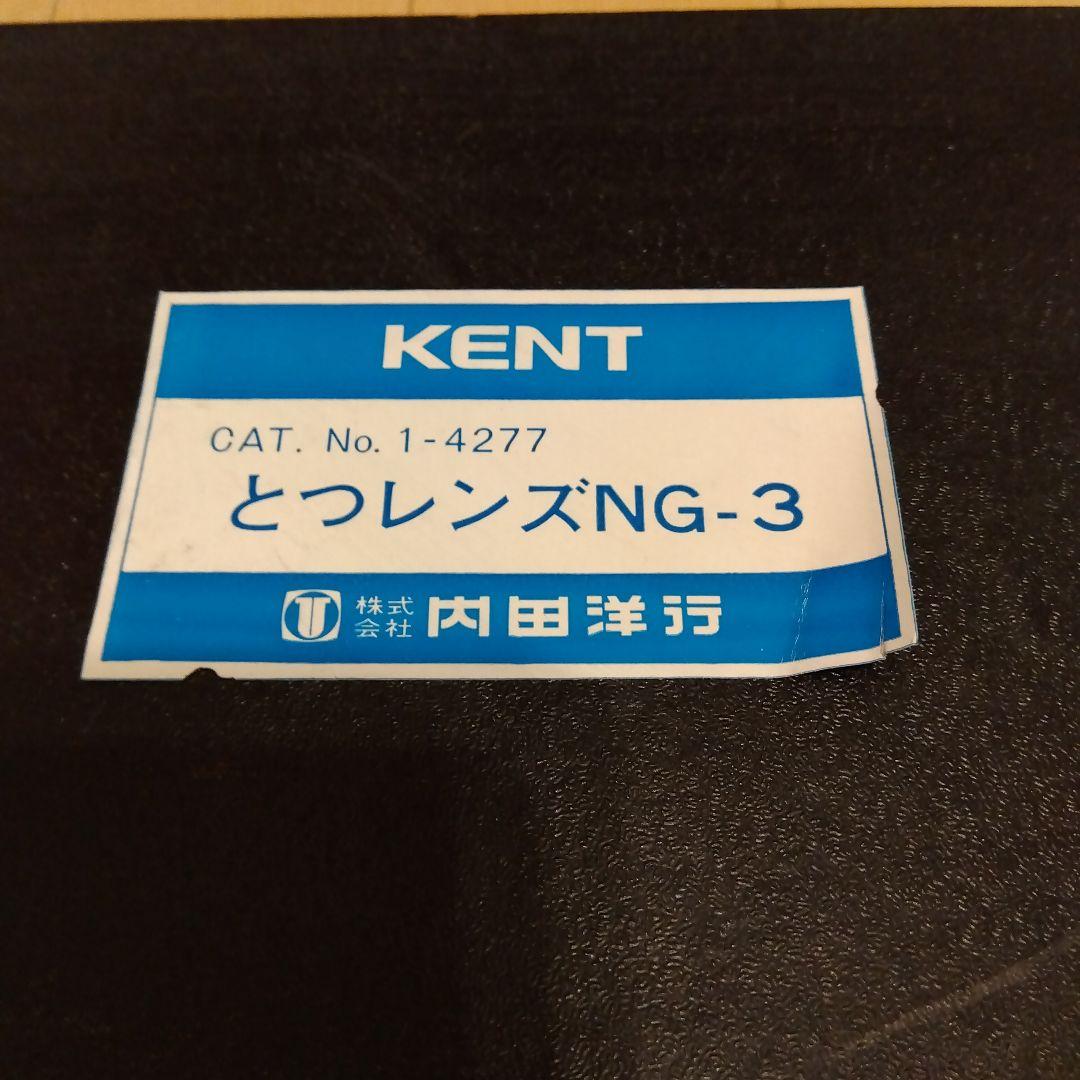 KENT
CAT. No. 1-4277
とつレンズNG-3
株式会社 内田洋行